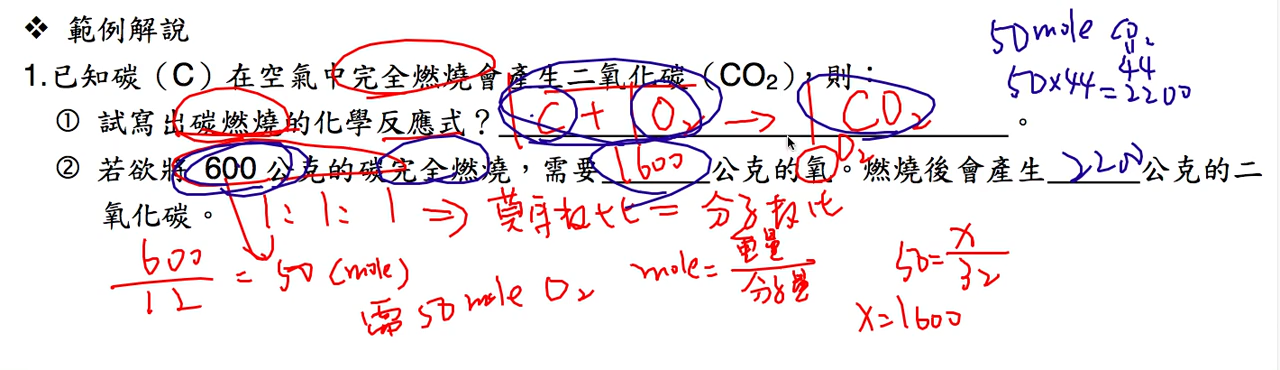 ❖ 範例解說
50 mole CO₂
1.已知碳（C）在空氣中完全燃燒會產生二氧化碳（CO₂），則：
44
50×44=2200
① 試寫出碳燃燒的化學反應式？ 1C + 1O₂ → 1CO₂ 。
② 若欲將 600 公克的碳完全燃燒，需要 1600 公克的氧 O₂。燃燒後會產生 2200 公克的二
氧化碳。
1:1:1 ⇒ 莫耳數比 = 分子數比
600/12 = 50 (mole)
需 50 mole O₂
mole = 重量/分子量
50 = x/32
x=1600